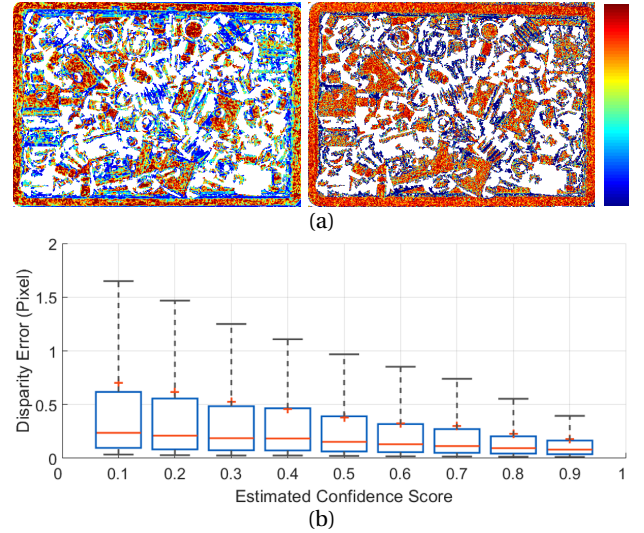 (a)
2
1.5
1
0.5
0
Disparity Error (Pixel)
0 0.1 0.2 0.3 0.4 0.5 0.6 0.7 0.8 0.9 1
Estimated Confidence Score
(b)